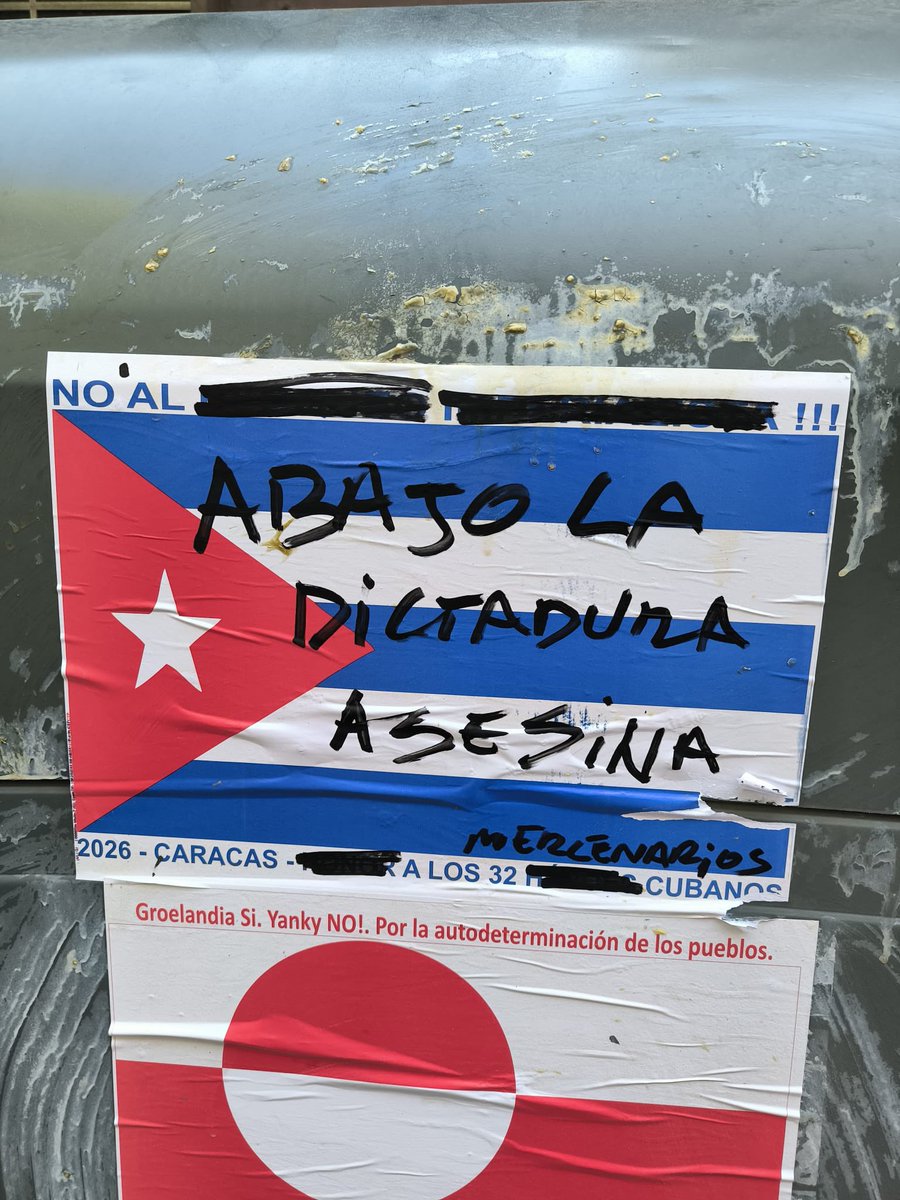 NO AL !!!
ABAJO LA
DICTADURA
ASESINA
MERCENARiOS
2026 - CARACAS - A LOS 32 CUBANOS
Groelandia Si. Yanky NO!. Por la autodeterminación de los pueblos.